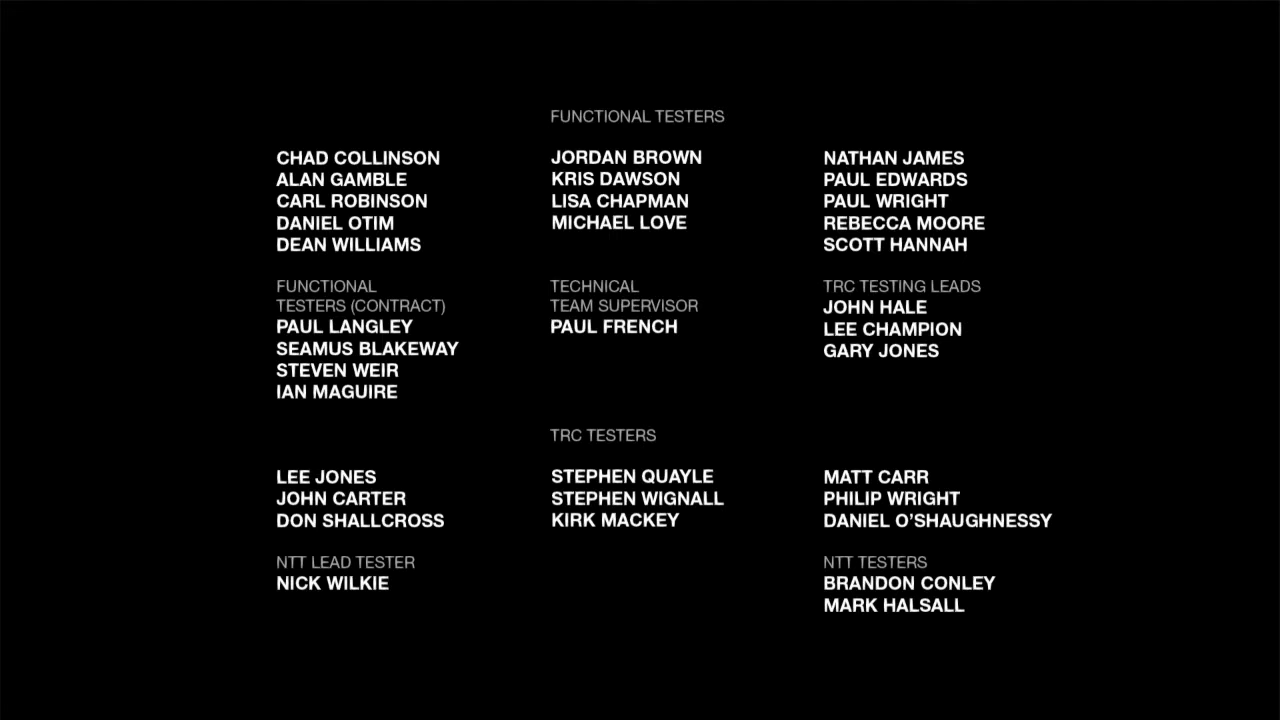 FUNCTIONAL TESTERS
CHAD COLLINSON
ALAN GAMBLE
CARL ROBINSON
DANIEL OTIM
DEAN WILLIAMS
JORDAN BROWN
KRIS DAWSON
LISA CHAPMAN
MICHAEL LOVE
NATHAN JAMES
PAUL EDWARDS
PAUL WRIGHT
REBECCA MOORE
SCOTT HANNAH
FUNCTIONAL
TESTERS (CONTRACT)
PAUL LANGLEY
SEAMUS BLAKEWAY
STEVEN WEIR
IAN MAGUIRE
TECHNICAL
TEAM SUPERVISOR
PAUL FRENCH
TRC TESTING LEADS
JOHN HALE
LEE CHAMPION
GARY JONES
TRC TESTERS
LEE JONES
JOHN CARTER
DON SHALLCROSS
STEPHEN QUAYLE
STEPHEN WIGNALL
KIRK MACKEY
MATT CARR
PHILIP WRIGHT
DANIEL O’SHAUGHNESSY
NTT LEAD TESTER
NICK WILKIE
NTT TESTERS
BRANDON CONLEY
MARK HALSALL